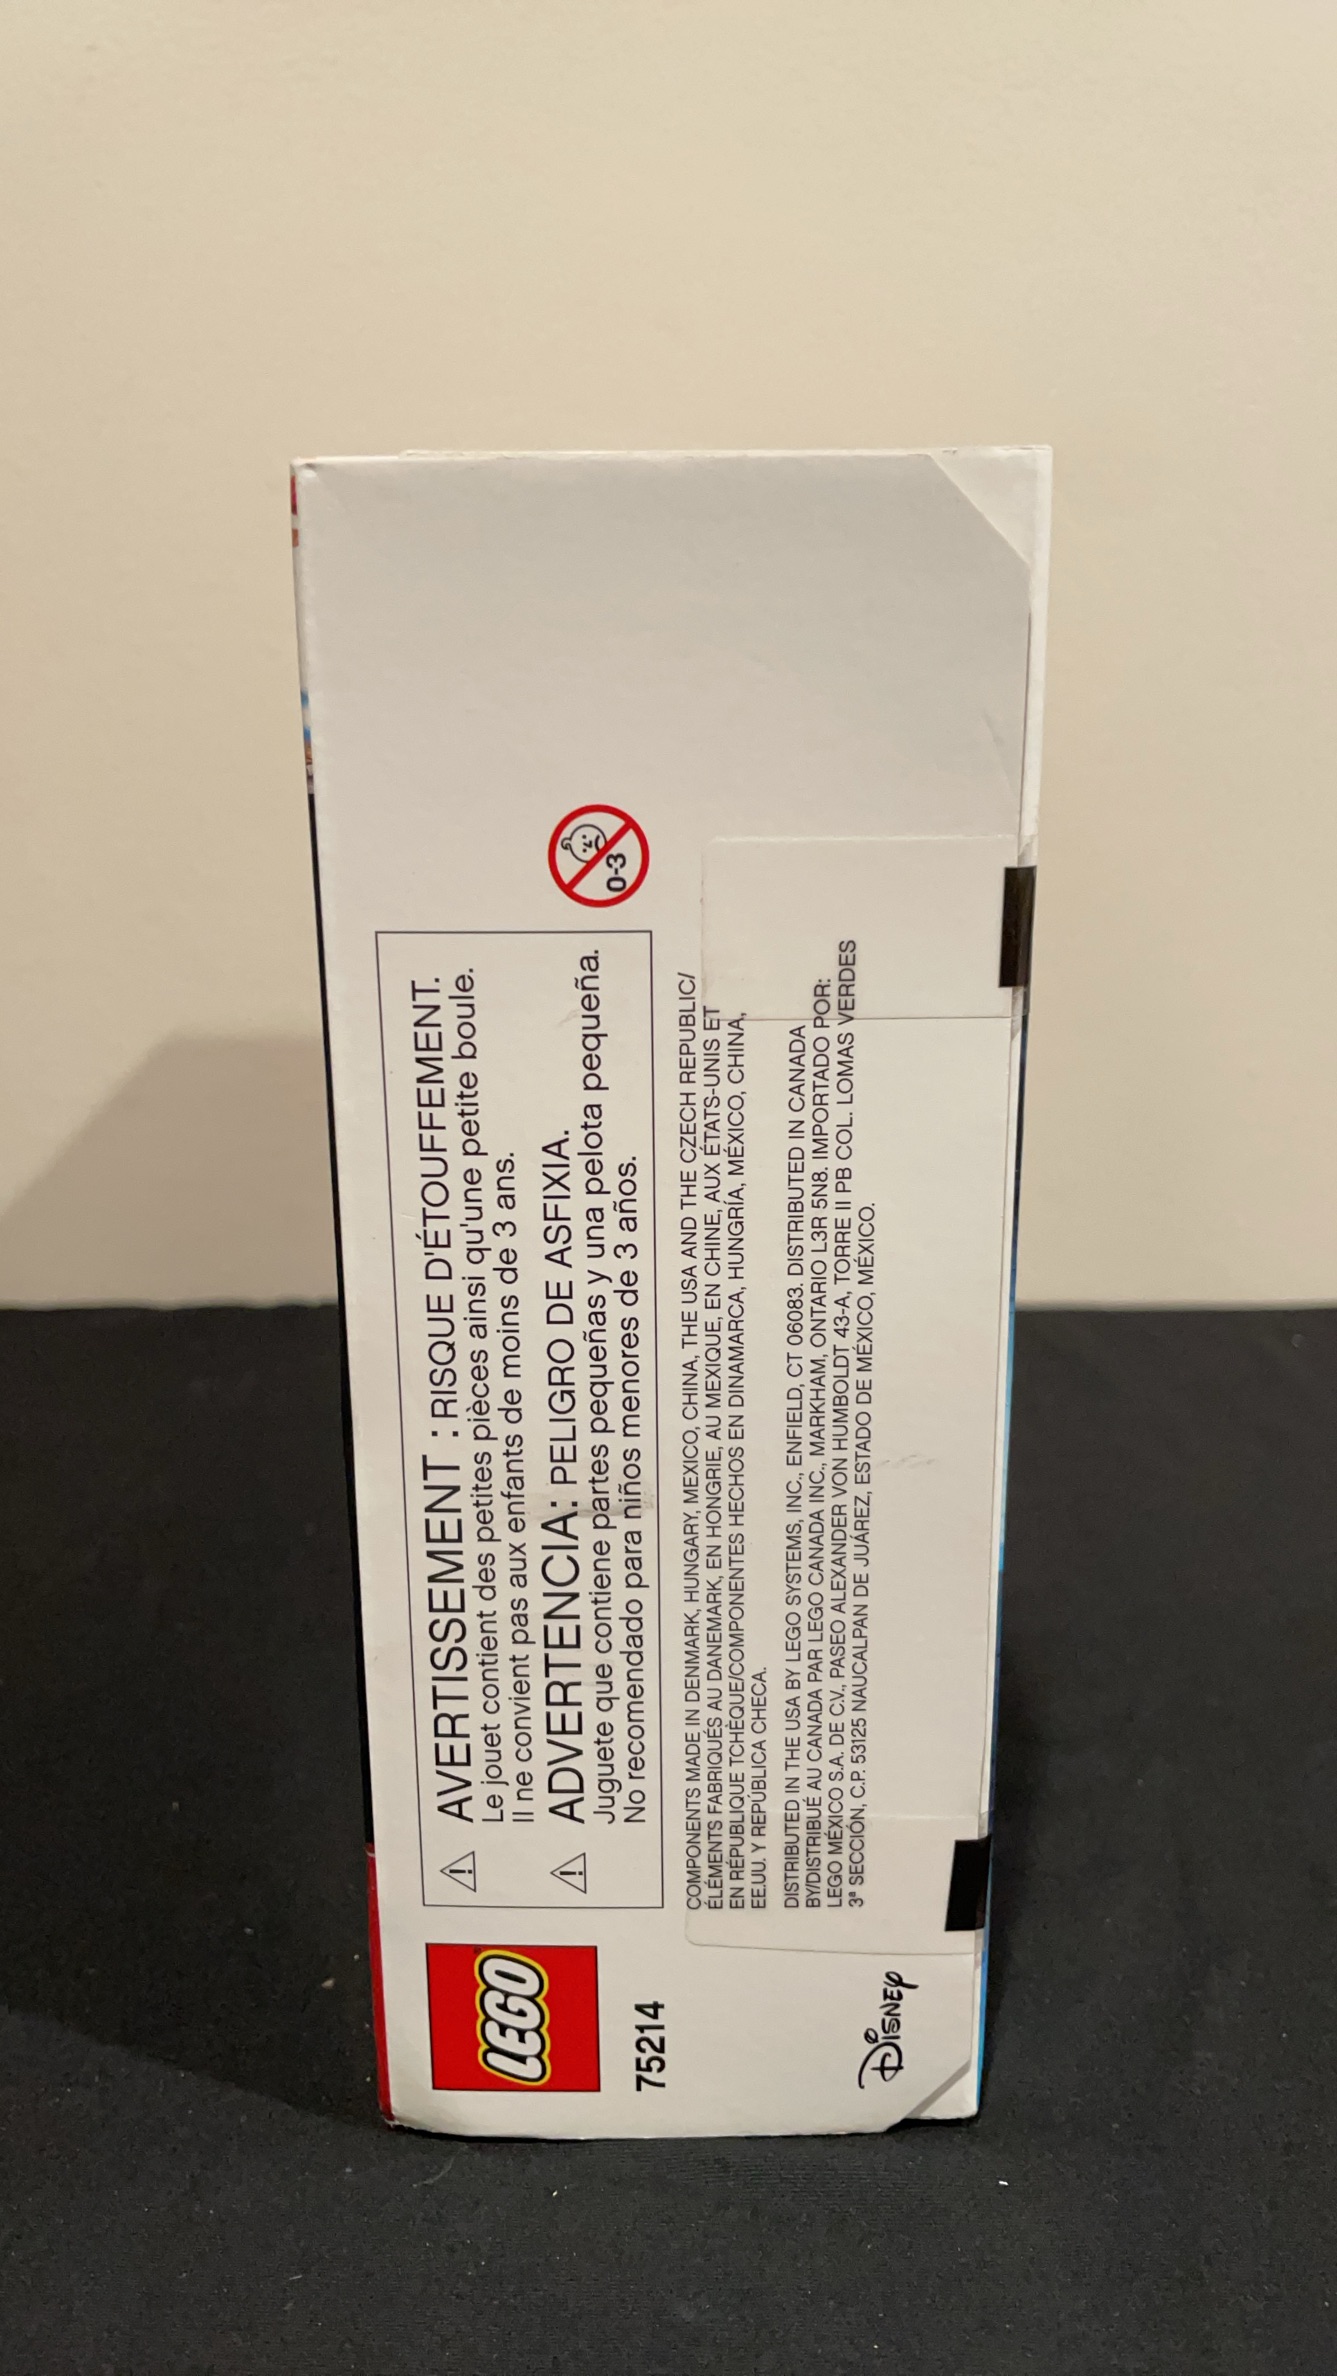 ⚠ AVERTISSEMENT : RISQUE D'ÉTOUFFEMENT.
Le jouet contient des petites pièces ainsi qu'une petite boule.
Il ne convient pas aux enfants de moins de 3 ans.
⚠ ADVERTENCIA: PELIGRO DE ASFIXIA.
Juguete que contiene partes pequeñas y una pelota pequeña.
No recomendado para niños menores de 3 años.
0-3
LEGO
75214
COMPONENTS MADE IN DENMARK, HUNGARY, MEXICO, CHINA, THE USA AND THE CZECH REPUBLIC/
ÉLÉMENTS FABRIQUÉS AU DANEMARK, EN HONGRIE, AU MEXIQUE, EN CHINE, AUX ÉTATS-UNIS ET
EN RÉPUBLIQUE TCHÈQUE/COMPONENTES HECHOS EN DINAMARCA, HUNGRÍA, MÉXICO, CHINA,
EE.UU. Y REPÚBLICA CHECA.
DISTRIBUTED IN THE USA BY LEGO SYSTEMS, INC., ENFIELD, CT 06083. DISTRIBUTED IN CANADA
BY/DISTRIBUÉ AU CANADA PAR LEGO CANADA INC., MARKHAM, ONTARIO L3R 5N8. IMPORTADO POR:
LEGO MÉXICO S.A. DE C.V., PASEO ALEXANDER VON HUMBOLDT 43-A, TORRE II PB COL. LOMAS VERDES
3ª SECCIÓN, C.P. 53125 NAUCALPAN DE JUÁREZ, ESTADO DE MÉXICO, MÉXICO.
Disney